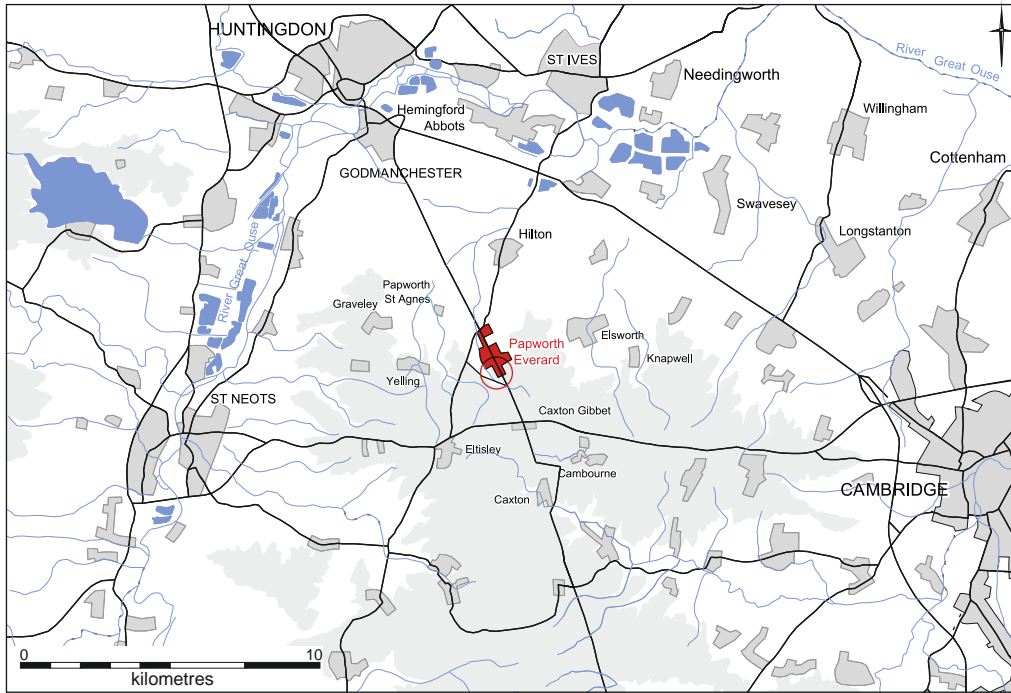 HUNTINGDON
ST IVES
Needingworth
River
Great Ouse
Willingham
Hemingford
Abbots
Cottenham
GODMANCHESTER
Swavesey
River Great Ouse
Hilton
Longstanton
Papworth
St Agnes
Graveley
Papworth
Everard
Elsworth
Knapwell
Yelling
ST NEOTS
Caxton Gibbet
Eltisley
Cambourne
Caxton
CAMBRIDGE
0
10
kilometres